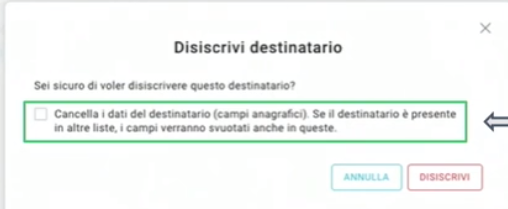 Disiscrivi destinatario
Sei sicuro di voler disiscrivere questo destinatario?
Cancella i dati del destinatario (campi anagrafici). Se il destinatario è presente
in altre liste, i campi verranno svuotati anche in queste.
ANNULLA DISISCRIVI